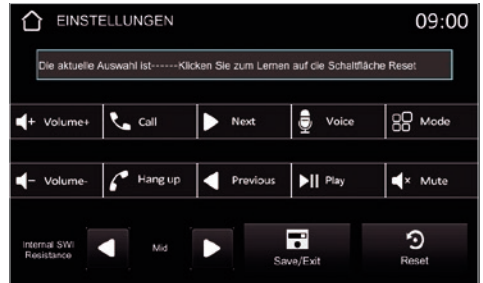 EINSTELLUNGEN 09:00
Die aktuelle Auswahl ist------Klicken Sie zum Lernen auf die Schaltfläche Reset
+ Volume+ Call Next Voice Mode
- Volume- Hang up Previous Play × Mute
Internal SWI
Resistance
Mid
Save/Exit Reset